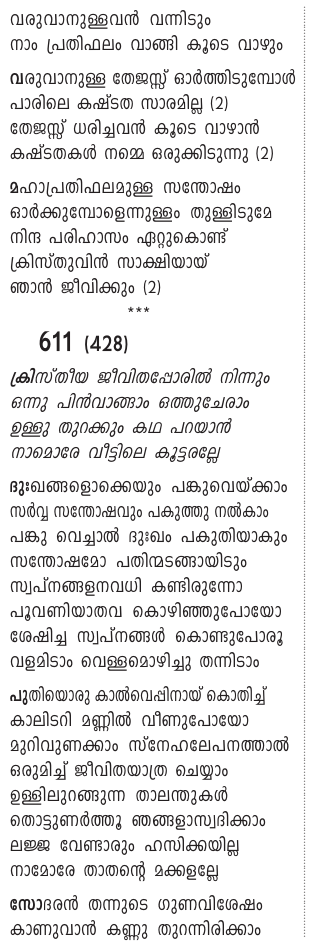 വരുവാനുള്ളവൻ വന്നിടും
നാം പ്രതിഫലം വാങ്ങി കൂടെ വാഴും
വരുവാനുള്ള തേജസ്സ് ഓർത്തിടുമ്പോൾ
പാരിലെ കഷ്ടത സാരമില്ല (2)
തേജസ്സ് ധരിച്ചവൻ കൂടെ വാഴാൻ
കഷ്ടതകൾ നമ്മെ ഒരുക്കിടുന്നു (2)
മഹാപ്രതിഫലമുള്ള സന്തോഷം
ഓർക്കുമ്പോളെന്നുള്ളം തുള്ളിടുമേ
നിന്ദ പരിഹാസം ഏറ്റുകൊണ്ട്
ക്രിസ്തുവിൻ സാക്ഷിയായ്
ഞാൻ ജീവിക്കും (2)
***
611 (428)
ക്രിസ്തീയ ജീവിതപ്പോരിൽ നിന്നും
ഒന്നു പിൻവാങ്ങാം ഒത്തുചേരാം
ഉള്ളു തുറക്കും കഥ പറയാൻ
നാമൊരേ വീട്ടിലെ കൂട്ടരല്ലേ
ദുഃഖങ്ങളൊക്കെയും പങ്കുവെയ്ക്കാം
സർവ്വ സന്തോഷവും പകുത്തു നൽകാം
പങ്കു വെച്ചാൽ ദുഃഖം പകുതിയാകും
സന്തോഷമോ പതിന്മടങ്ങായിടും
സ്വപ്നങ്ങളനവധി കണ്ടിരുന്നോ
പൂവണിയാതവ കൊഴിഞ്ഞുപോയോ
ശേഷിച്ച സ്വപ്നങ്ങൾ കൊണ്ടുപോരൂ
വളമിടാം വെള്ളമൊഴിച്ചു തന്നിടാം
പുതിയൊരു കാൽവെപ്പിനായ് കൊതിച്ച്
കാലിടറി മണ്ണിൽ വീണുപോയോ
മുറിവുണക്കാം സ്നേഹലേപനത്താൽ
ഒരുമിച്ച് ജീവിതയാത്ര ചെയ്യാം
ഉള്ളിലുറങ്ങുന്ന താലന്തുകൾ
തൊട്ടുണർത്തൂ ഞങ്ങളാസ്വദിക്കാം
ലജ്ജ വേണ്ടാരും ഹസിക്കയില്ല
നാമോരേ താതന്റെ മക്കളല്ലേ
സോദരൻ തന്നുടെ ഗുണവിശേഷം
കാണുവാൻ കണ്ണു തുറന്നിരിക്കാം